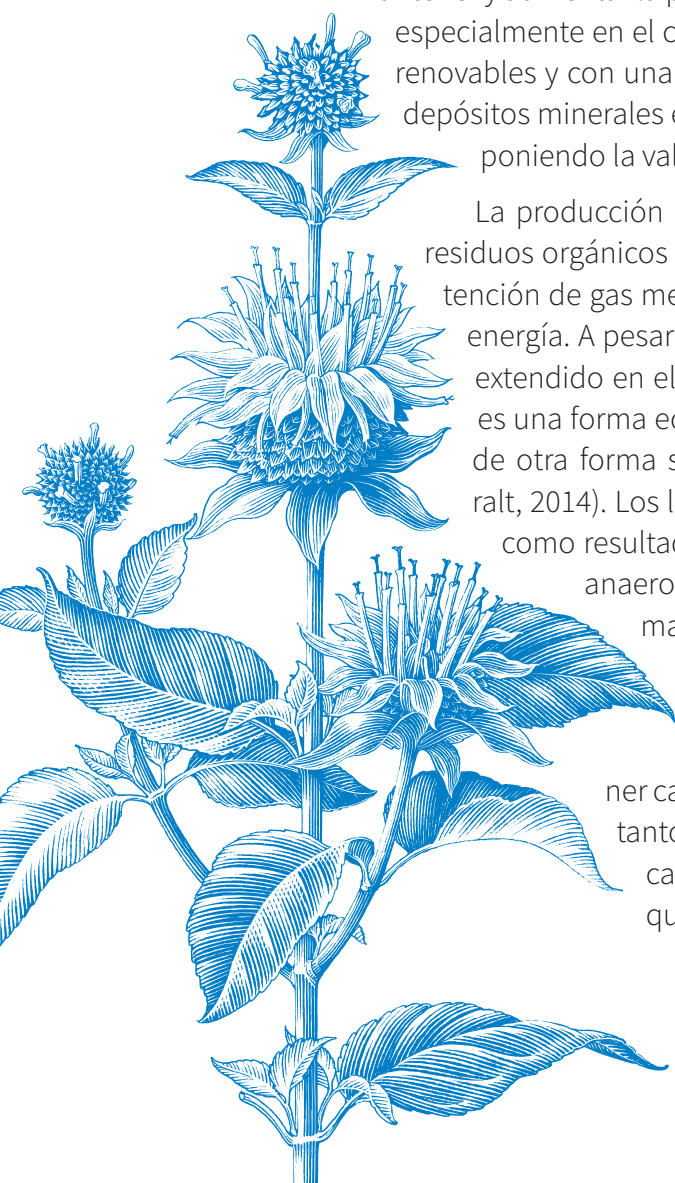 especialmente en el c
renovables y con una
depósitos minerales e
poniendo la val
La producción
residuos orgánicos
tención de gas me
energía. A pesar
extendido en el
es una forma ec
de otra forma s
ralt, 2014). Los l
como resultad
anaero
ma
ner ca
tanto
ca
qu